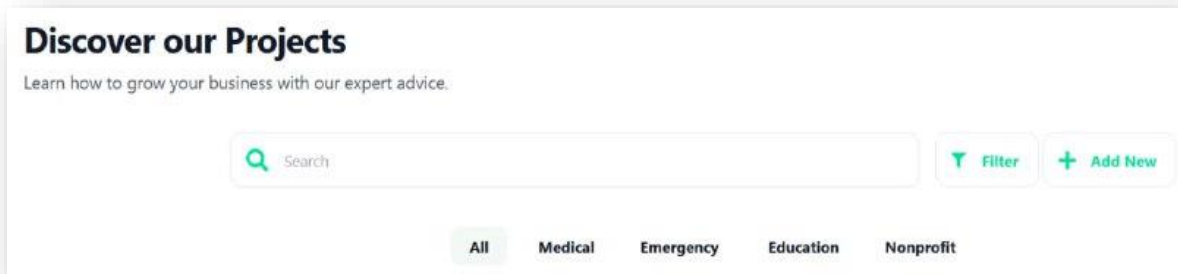 Discover our Projects
Learn how to grow your business with our expert advice.
Search Filter Add New
All Medical Emergency Education Nonprofit